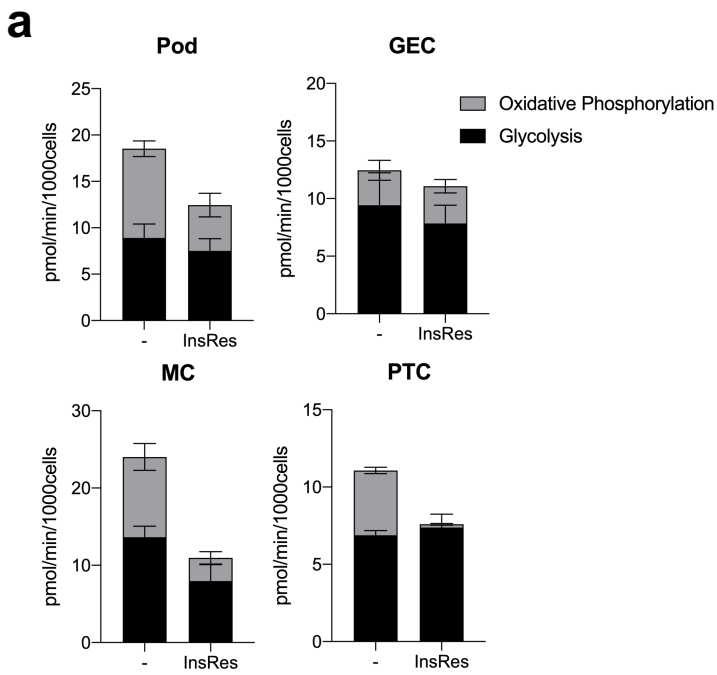 a
Pod
GEC
25
20
15
10
5
0
pmol/min/1000cells
-
InsRes
20
15
10
5
0
pmol/min/1000cells
-
InsRes
Oxidative Phosphorylation
Glycolysis
MC
PTC
30
20
10
0
pmol/min/1000cells
-
InsRes
15
10
5
0
pmol/min/1000cells
-
InsRes